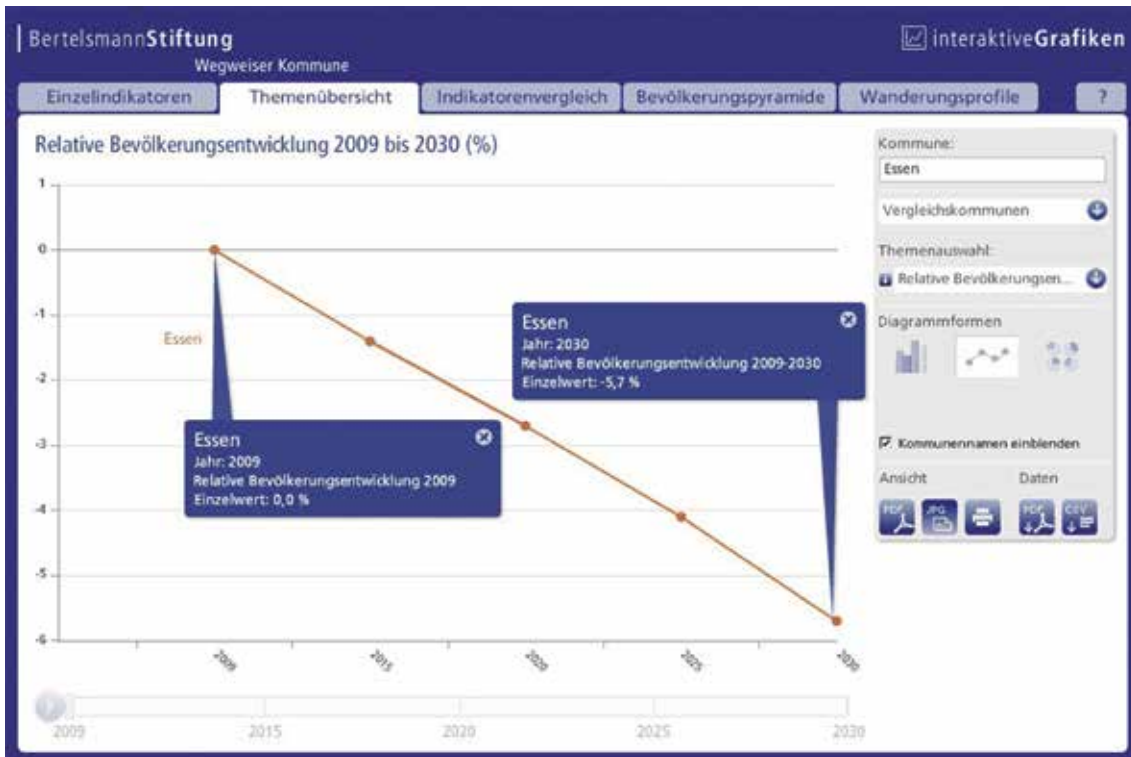 BertelsmannStiftung
Wegweiser Kommune
interaktiveGrafiken
Einzelindikatoren
Themenübersicht
Indikatorenvergleich
Bevölkerungspyramide
Wanderungsprofile
?
Relative Bevölkerungsentwicklung 2009 bis 2030 (%)
1
0
-1
-2
-3
-4
-5
-6
Essen
Essen
Jahr: 2009
Relative Bevölkerungsentwicklung 2009
Einzelwert: 0,0 %
Essen
Jahr: 2030
Relative Bevölkerungsentwicklung 2009-2030
Einzelwert: -5,7 %
2009
2015
2020
2025
2030
2009
2015
2020
2025
2030
Kommune:
Essen
Vergleichskommunen
Themenauswahl:
Relative Bevölkerungsen...
Diagrammformen
Kommunennamen einblenden
Ansicht
Daten
PDF
JPG
PDF
CSV